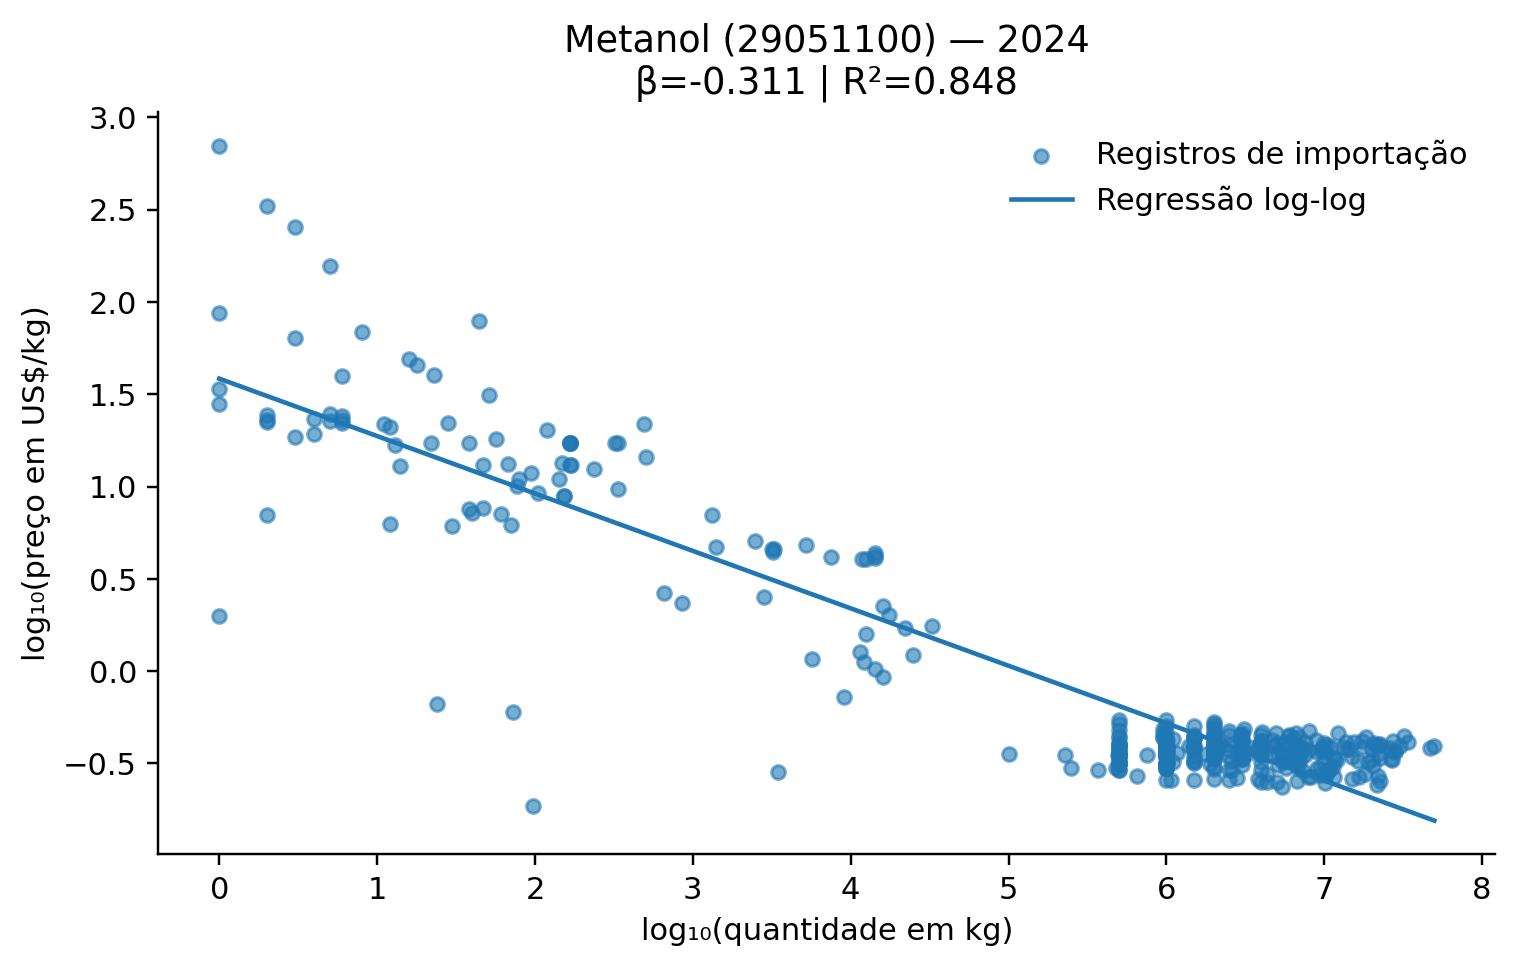 Metanol (29051100) — 2024
β=-0.311 | R²=0.848
Registros de importação
Regressão log-log
log₁₀(preço em US$/kg)
3.0
2.5
2.0
1.5
1.0
0.5
0.0
−0.5
0 1 2 3 4 5 6 7 8
log₁₀(quantidade em kg)